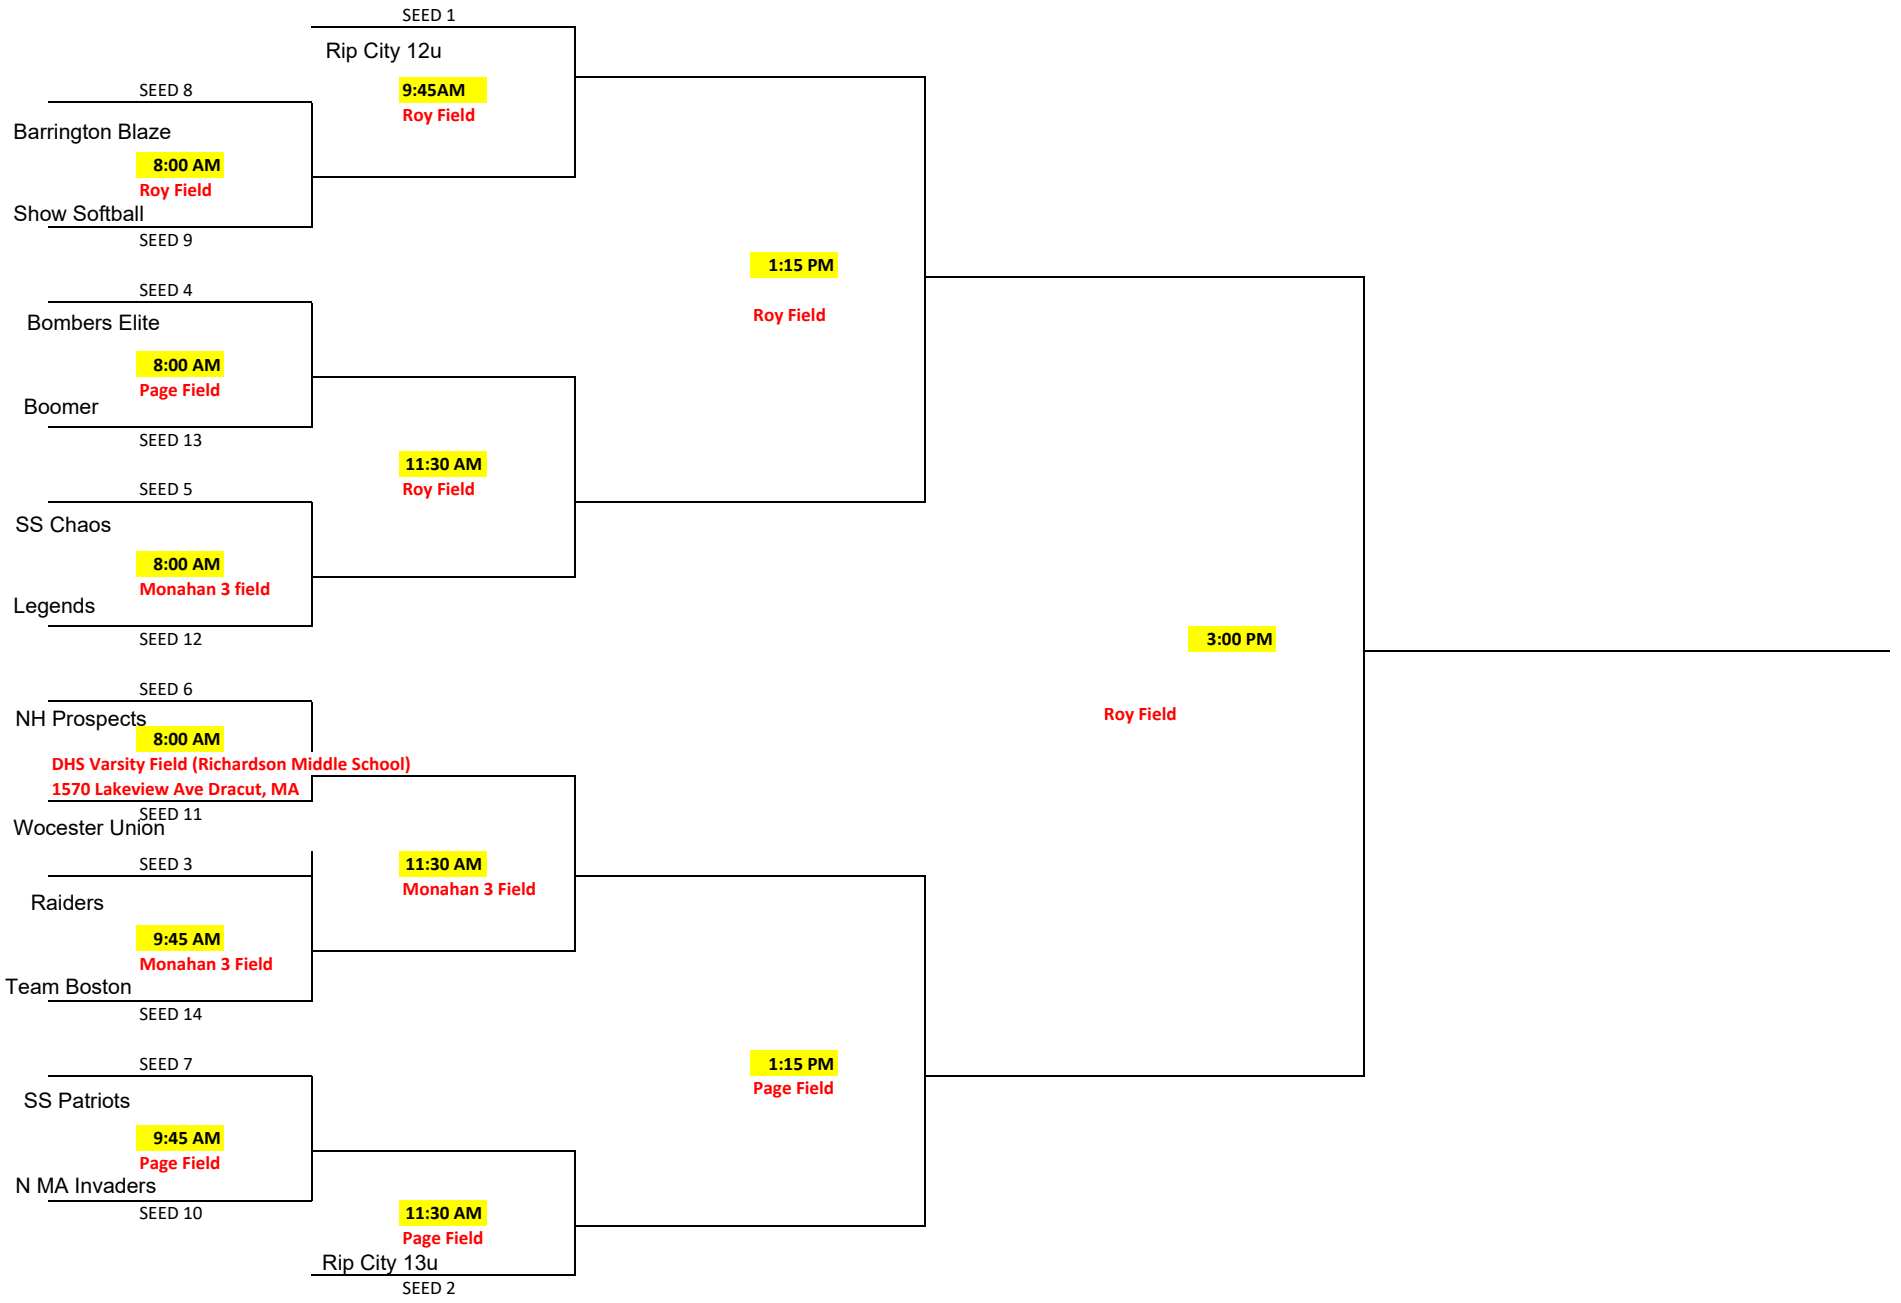 SEED 1
Rip City 12u
9:45AM
Roy Field
SEED 8
Barrington Blaze
8:00 AM
Roy Field
Show Softball
SEED 9
1:15 PM
Roy Field
SEED 4
Bombers Elite
8:00 AM
Page Field
Boomer
SEED 13
11:30 AM
Roy Field
SEED 5
SS Chaos
8:00 AM
Monahan 3 field
Legends
SEED 12
3:00 PM
Roy Field
SEED 6
NH Prospects
8:00 AM
DHS Varsity Field (Richardson Middle School)
1570 Lakeview Ave Dracut, MA
SEED 11
Wocester Union
SEED 3
Raiders
9:45 AM
Monahan 3 Field
Team Boston
SEED 14
11:30 AM
Monahan 3 Field
1:15 PM
Page Field
SEED 7
SS Patriots
9:45 AM
Page Field
N MA Invaders
SEED 10
11:30 AM
Page Field
Rip City 13u
SEED 2